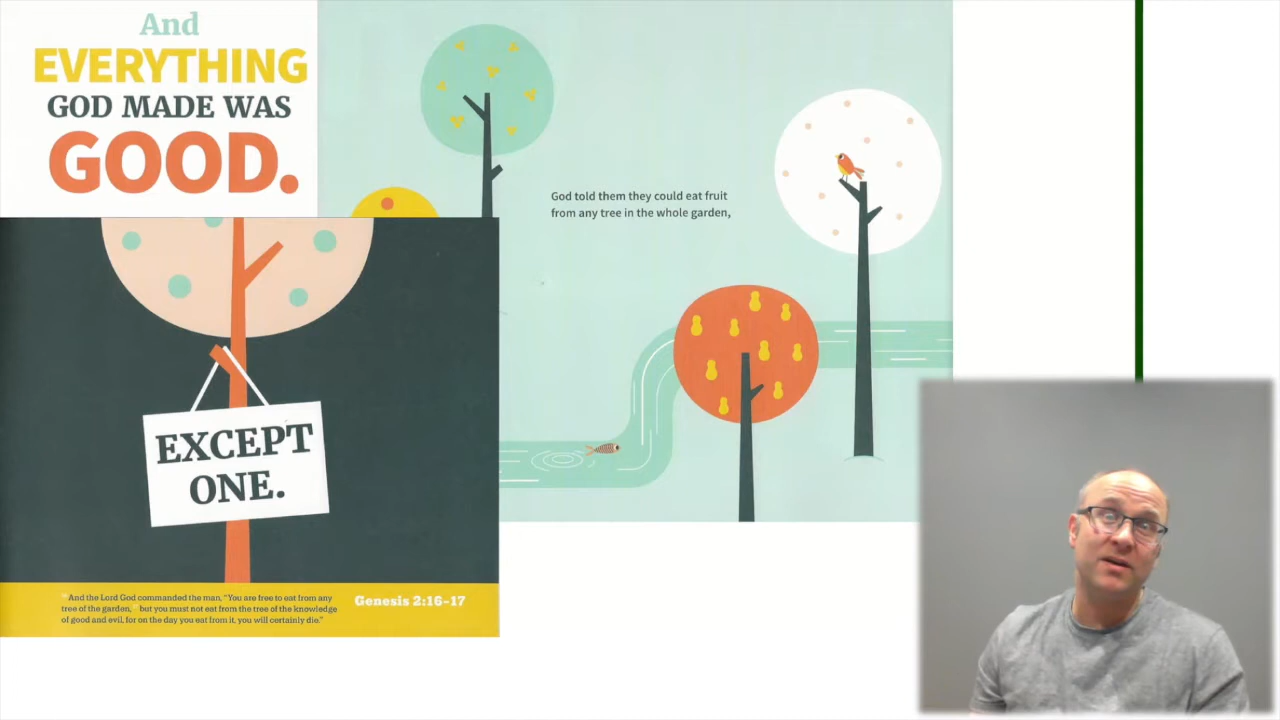 And
EVERYTHING
GOD MADE WAS
GOOD.
God told them they could eat fruit
from any tree in the whole garden,
EXCEPT
ONE.
¹⁶ And the Lord God commanded the man, "You are free to eat from any
tree of the garden, ¹⁷ but you must not eat from the tree of the knowledge
of good and evil, for on the day you eat from it, you will certainly die."
Genesis 2:16–17